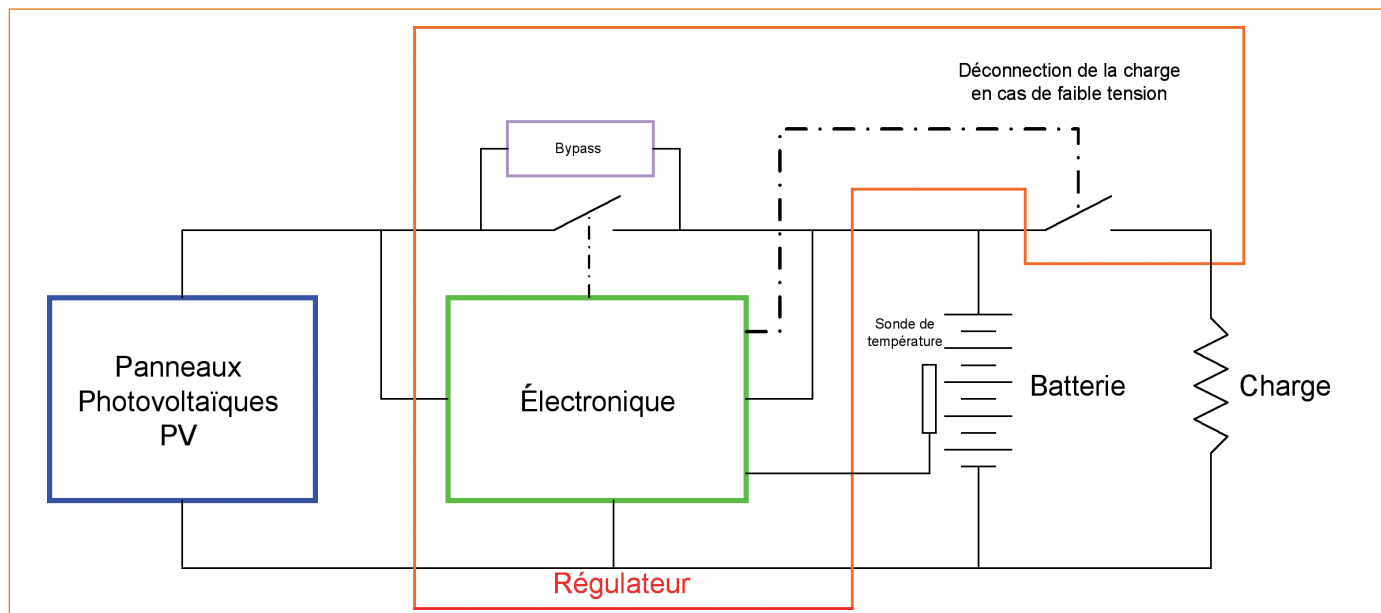 Déconnection de la charge
en cas de faible tension
Bypass
Sonde de
température
Panneaux
Photovoltaïques
PV
Électronique
Batterie
Charge
Régulateur